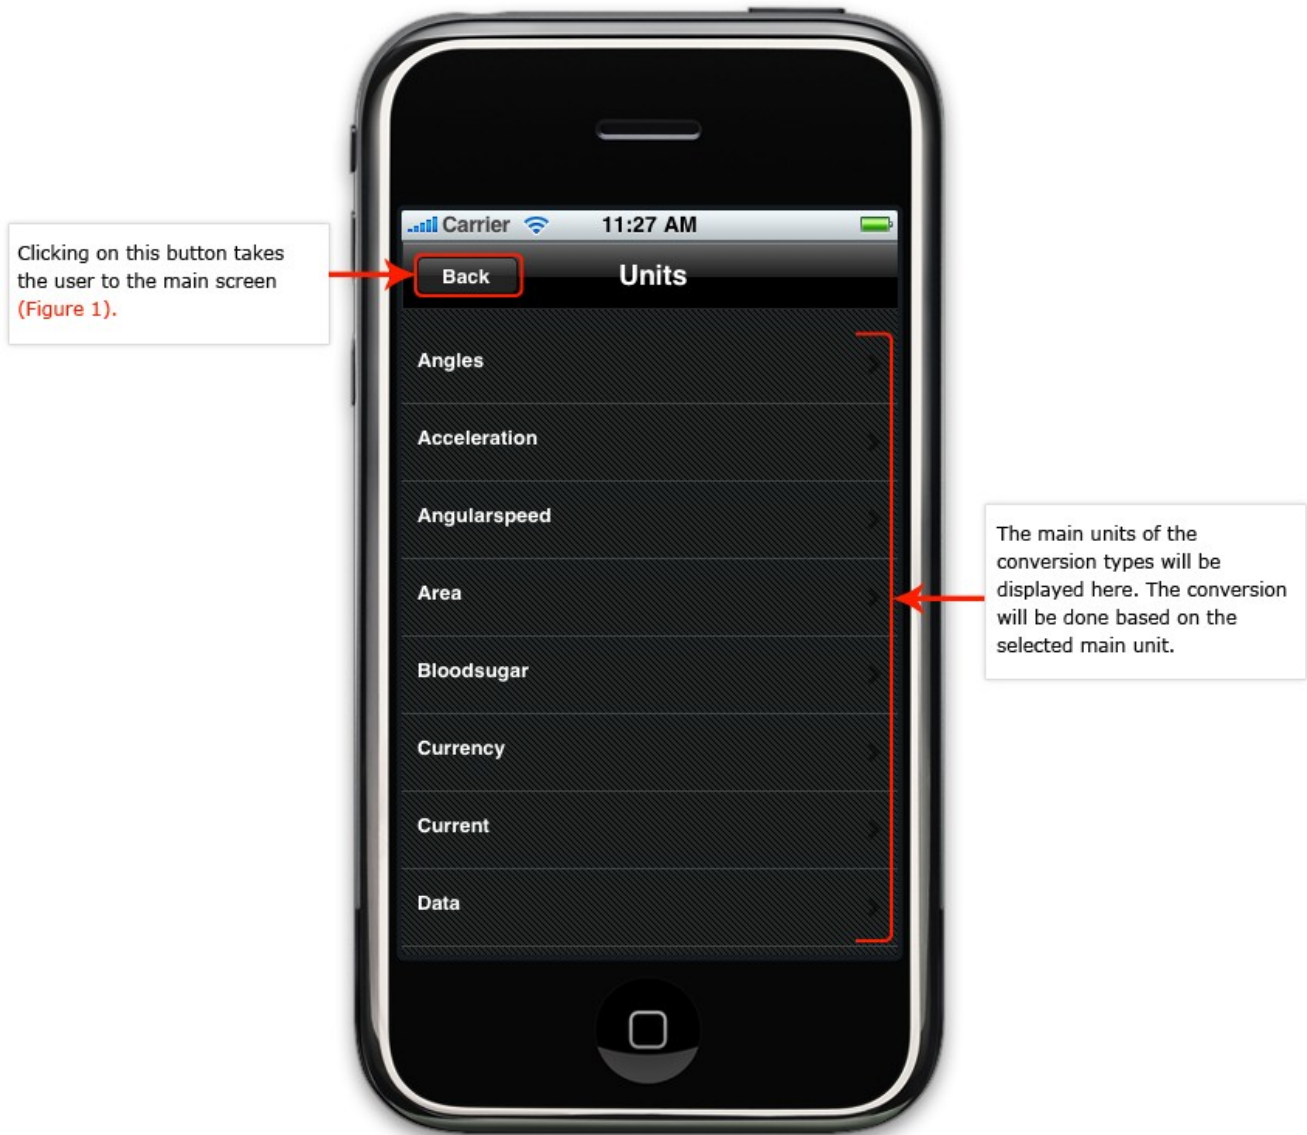 Carrier 11:27 AM
Clicking on this button takes
the user to the main screen
(Figure 1).
Back Units
Angles
Acceleration
Angularspeed
Area
The main units of the
conversion types will be
displayed here. The conversion
will be done based on the
selected main unit.
Bloodsugar
Currency
Current
Data